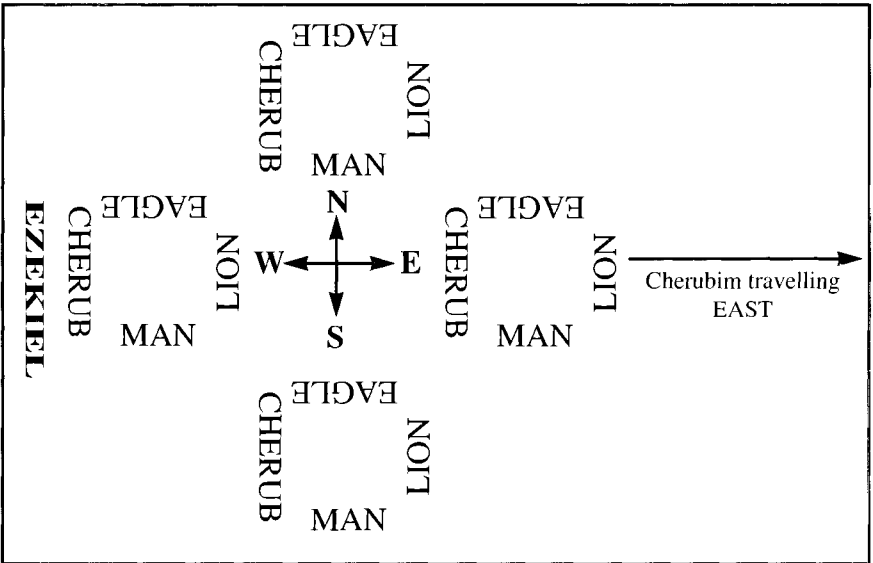 EAGLE
CHERUB
LION
MAN
EZEKIEL
CHERUB
EAGLE
LION
MAN
N
W
E
S
CHERUB
EAGLE
LION
MAN
Cherubim travelling
EAST
EAGLE
CHERUB
LION
MAN